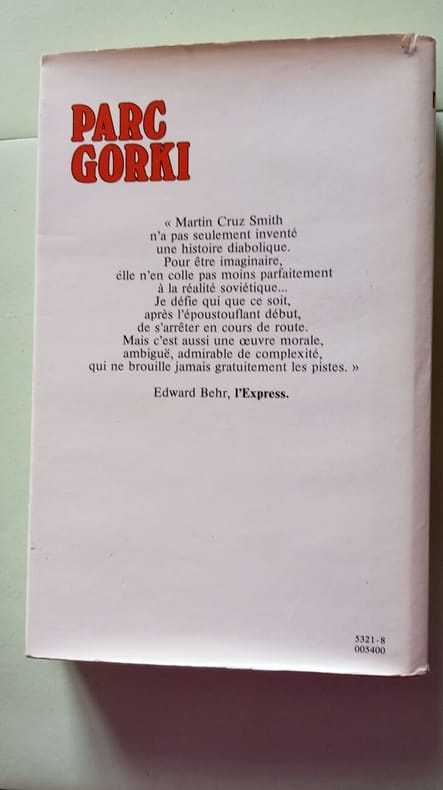 PARC
GORKI
« Martin Cruz Smith
n'a pas seulement inventé
une histoire diabolique.
Pour être imaginaire,
élle n'en colle pas moins parfaitement
à la réalité soviétique...
Je défie qui que ce soit,
après l'époustouflant début,
de s'arrêter en cours de route.
Mais c'est aussi une œuvre morale,
ambiguë, admirable de complexité,
qui ne brouille jamais gratuitement les pistes. »
Edward Behr, l'Express.
5321-8
005400